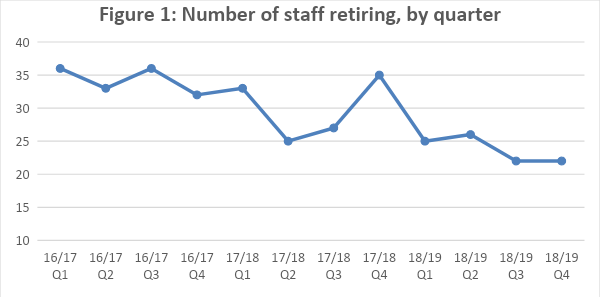 Figure 1: Number of staff retiring, by quarter
40
35
30
25
20
15
10
16/17 16/17 16/17 16/17 17/18 17/18 17/18 17/18 18/19 18/19 18/19 18/19
Q1 Q2 Q3 Q4 Q1 Q2 Q3 Q4 Q1 Q2 Q3 Q4